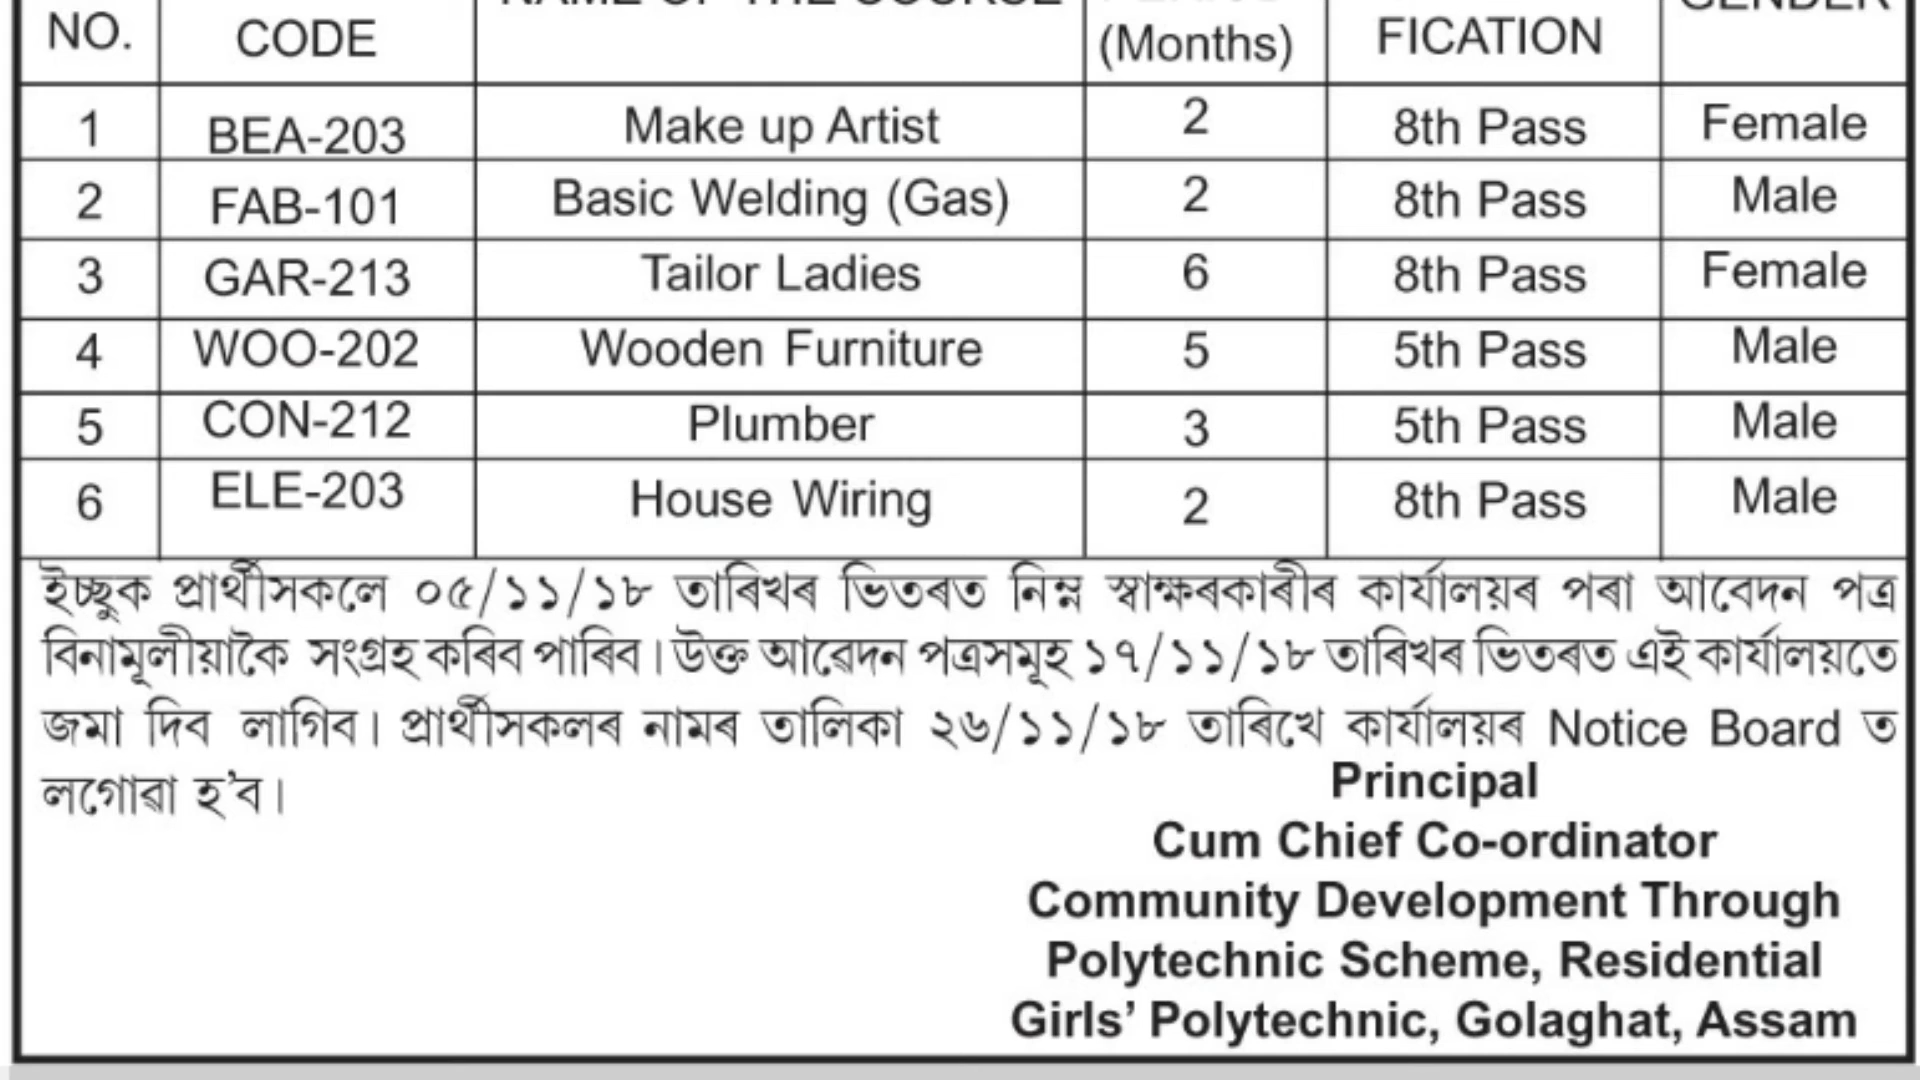 NAME OF THE COURSE GENDER
NO. CODE (Months) FICATION
1 BEA-203 Make up Artist 2 8th Pass Female
2 FAB-101 Basic Welding (Gas) 2 8th Pass Male
3 GAR-213 Tailor Ladies 6 8th Pass Female
4 WOO-202 Wooden Furniture 5 5th Pass Male
5 CON-212 Plumber 3 5th Pass Male
6 ELE-203 House Wiring 2 8th Pass Male
ইচ্ছুক প্ৰাৰ্থীসকলে ০৫/১১/১৮ তাৰিখৰ ভিতৰত নিম্ন স্বাক্ষৰকাৰীৰ কাৰ্যালয়ৰ পৰা আবেদন পত্ৰ
বিনামূলীয়াকৈ সংগ্ৰহ কৰিব পাৰিব। উক্ত আৱেদন পত্ৰসমূহ ১৭/১১/১৮ তাৰিখৰ ভিতৰত এই কাৰ্যালয়তে
জমা দিব লাগিব। প্ৰাৰ্থীসকলৰ নামৰ তালিকা ২৬/১১/১৮ তাৰিখে কাৰ্যালয়ৰ Notice Board ত
লগোৱা হ’ব।
Principal
Cum Chief Co-ordinator
Community Development Through
Polytechnic Scheme, Residential
Girls’ Polytechnic, Golaghat, Assam